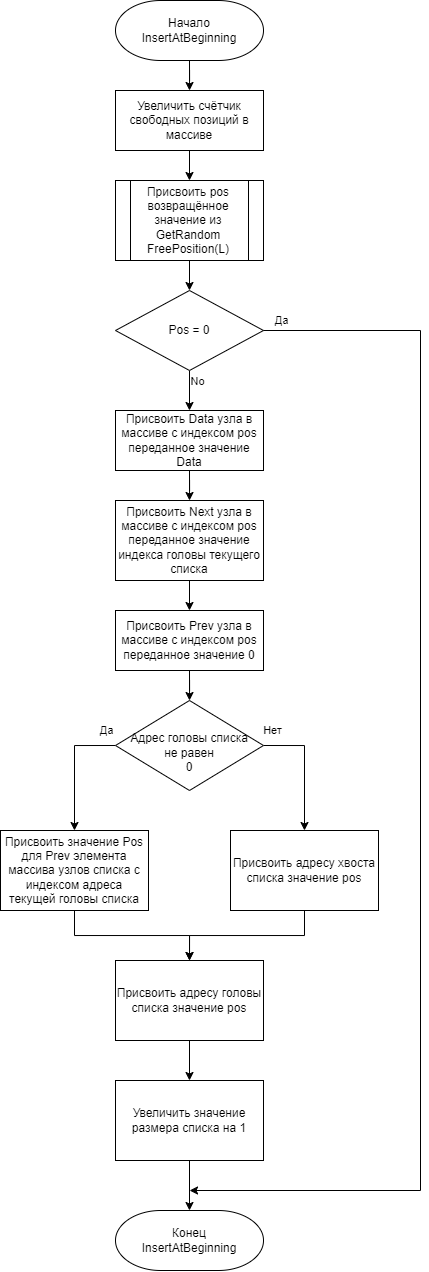 Начало
InsertAtBeginning
Увеличить счётчик
свободных позиций в
массиве
Присвоить pos
возвращённое
значение из
GetRandom
FreePosition(L)
Pos = 0
Да
No
Присвоить Data узла в
массиве с индексом pos
переданное значение
Data
Присвоить Next узла в
массиве с индексом pos
переданное значение
индекса головы текущего
списка
Присвоить Prev узла в
массиве с индексом pos
переданное значение 0
Да
Адрес головы списка
не равен
0
Нет
Присвоить значение Pos
для Prev элемента
массива узлов списка с
индексом адреса
текущей головы списка
Присвоить адресу хвоста
списка значение pos
Присвоить адресу головы
списка значение pos
Увеличить значение
размера списка на 1
Конец
InsertAtBeginning